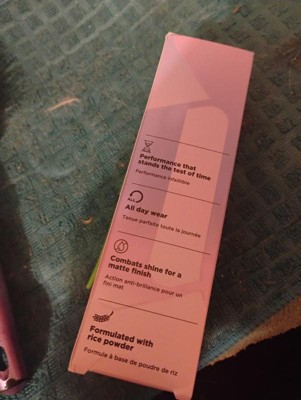 Performance that
stands the test of time
Performance infaillible
ALL
All day wear
Tenue parfaite toute la journée
Combats shine for a
matte finish
Action anti-brillance pour un
fini mat
Formulated with
rice powder
Formule à base de poudre de riz